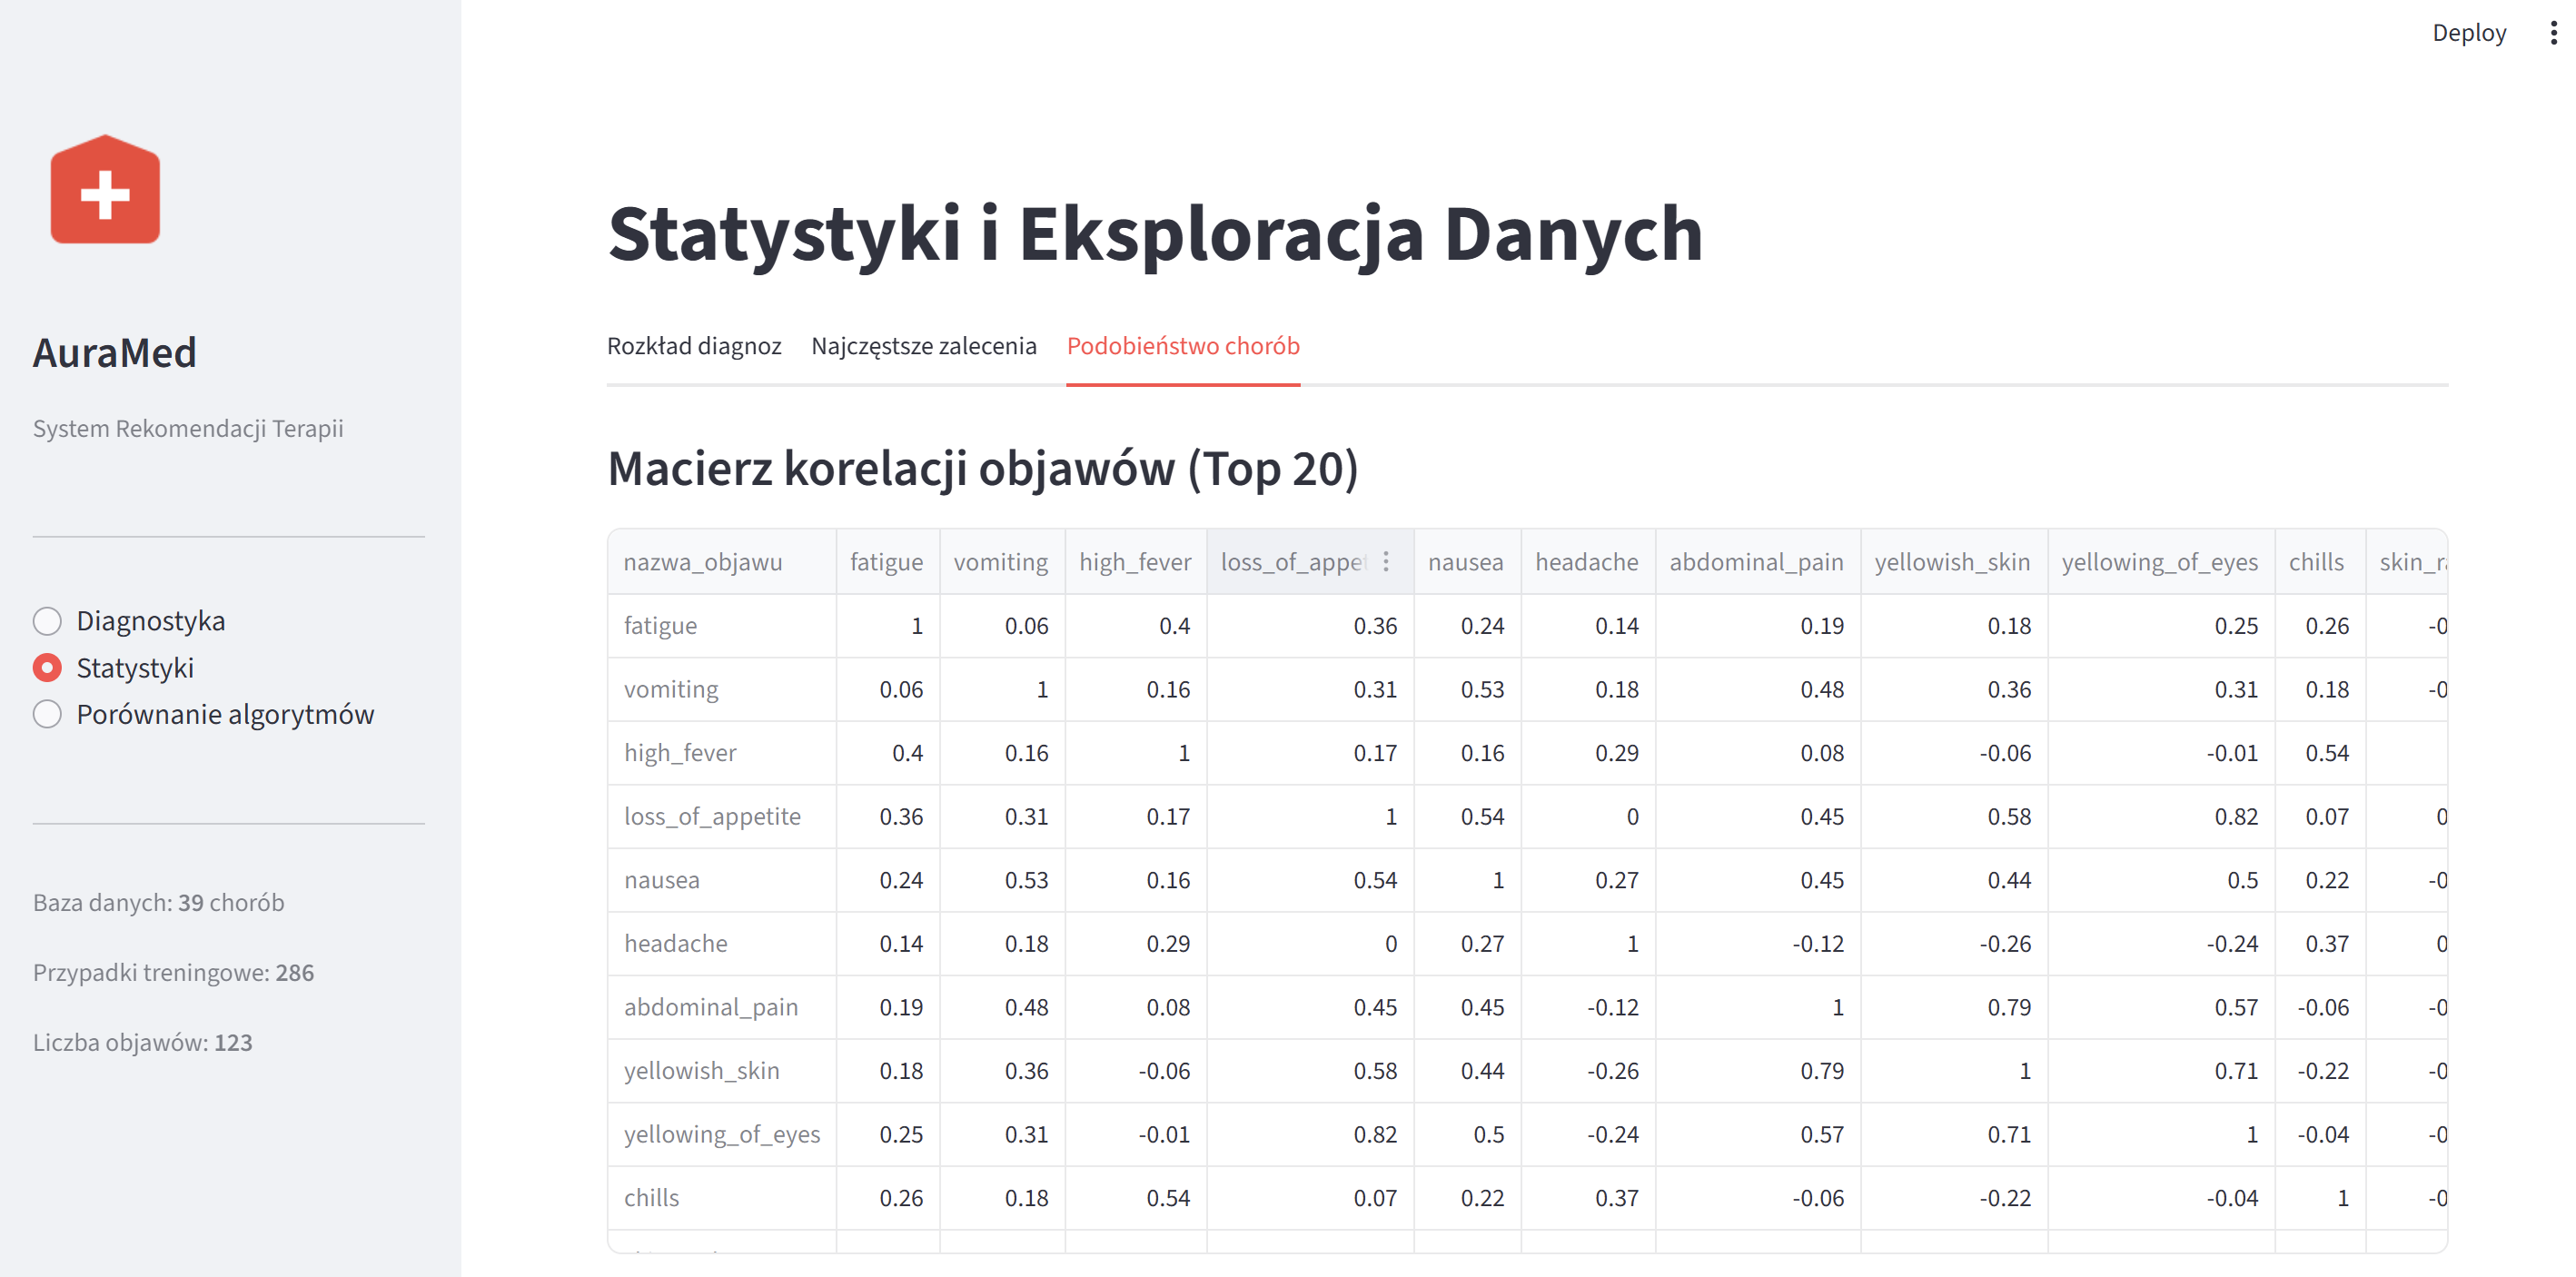 Deploy
AuraMed
System Rekomendacji Terapii
Diagnostyka
Statystyki
Porównanie algorytmów
Baza danych: 39 chorób
Przypadki treningowe: 286
Liczba objawów: 123
Statystyki i Eksploracja Danych
Rozkład diagnoz Najczęstsze zalecenia Podobieństwo chorób
Macierz korelacji objawów (Top 20)
nazwa_objawu fatigue vomiting high_fever loss_of_appet nausea headache abdominal_pain yellowish_skin yellowing_of_eyes chills skin_r
fatigue 1 0.06 0.4 0.36 0.24 0.14 0.19 0.18 0.25 0.26 -0
vomiting 0.06 1 0.16 0.31 0.53 0.18 0.48 0.36 0.31 0.18 -0
high_fever 0.4 0.16 1 0.17 0.16 0.29 0.08 -0.06 -0.01 0.54
loss_of_appetite 0.36 0.31 0.17 1 0.54 0 0.45 0.58 0.82 0.07 0
nausea 0.24 0.53 0.16 0.54 1 0.27 0.45 0.44 0.5 0.22 -0
headache 0.14 0.18 0.29 0 0.27 1 -0.12 -0.26 -0.24 0.37 0
abdominal_pain 0.19 0.48 0.08 0.45 0.45 -0.12 1 0.79 0.57 -0.06 -0
yellowish_skin 0.18 0.36 -0.06 0.58 0.44 -0.26 0.79 1 0.71 -0.22 -0
yellowing_of_eyes 0.25 0.31 -0.01 0.82 0.5 -0.24 0.57 0.71 1 -0.04 -0
chills 0.26 0.18 0.54 0.07 0.22 0.37 -0.06 -0.22 -0.04 1 -0